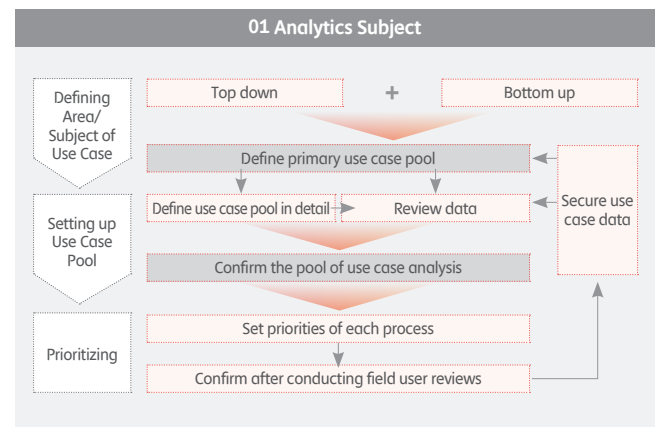 01 Analytics Subject
Defining
Area/
Subject of
Use Case
Top down
+
Bottom up
Define primary use case pool
Setting up
Use Case
Pool
Define use case pool in detail
Review data
Secure use
case data
Confirm the pool of use case analysis
Prioritizing
Set priorities of each process
Confirm after conducting field user reviews